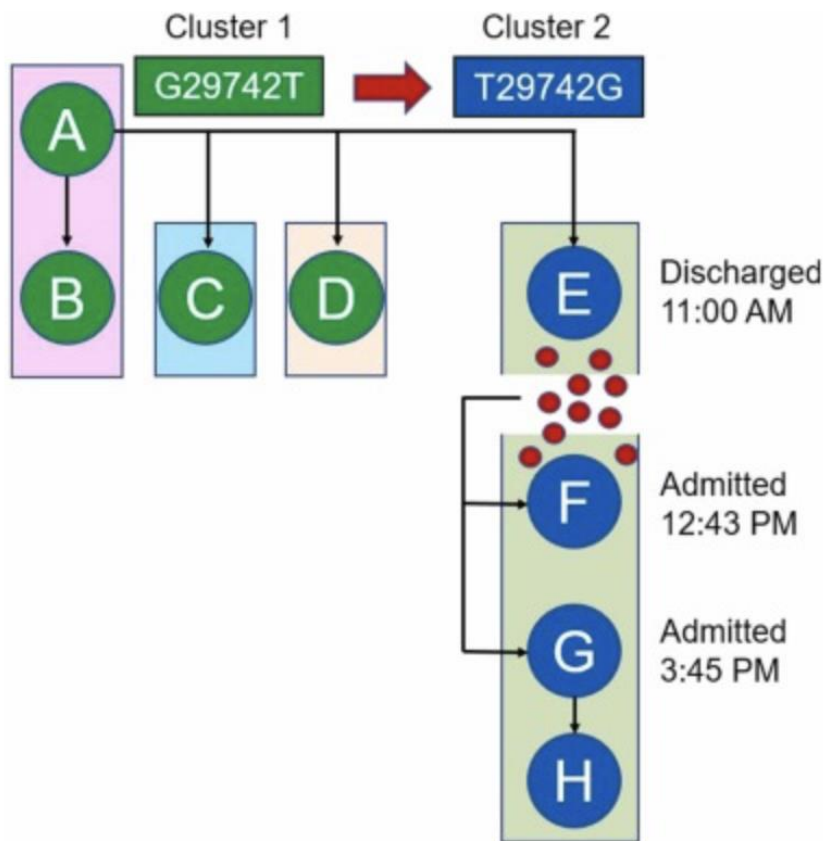 Cluster 1
Cluster 2
G29742T
T29742G
A
B
C
D
E
Discharged
11:00 AM
F
Admitted
12:43 PM
G
Admitted
3:45 PM
H